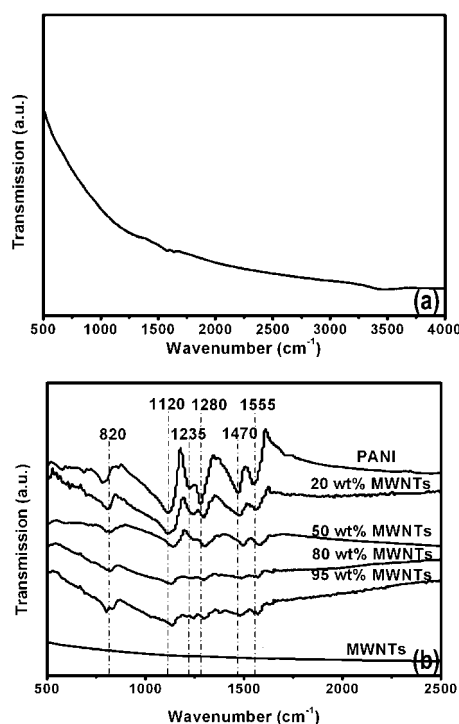 Transmission (a.u.)
(a)
500 1000 1500 2000 2500 3000 3500 4000
Wavenumber (cm-1)
Transmission (a.u.)
1120 1280 1555
820 1235 1470
PANI
20 wt% MWNTs
50 wt% MWNTs
80 wt% MWNTs
95 wt% MWNTs
MWNTs
(b)
500 1000 1500 2000 2500
Wavenumber (cm-1)